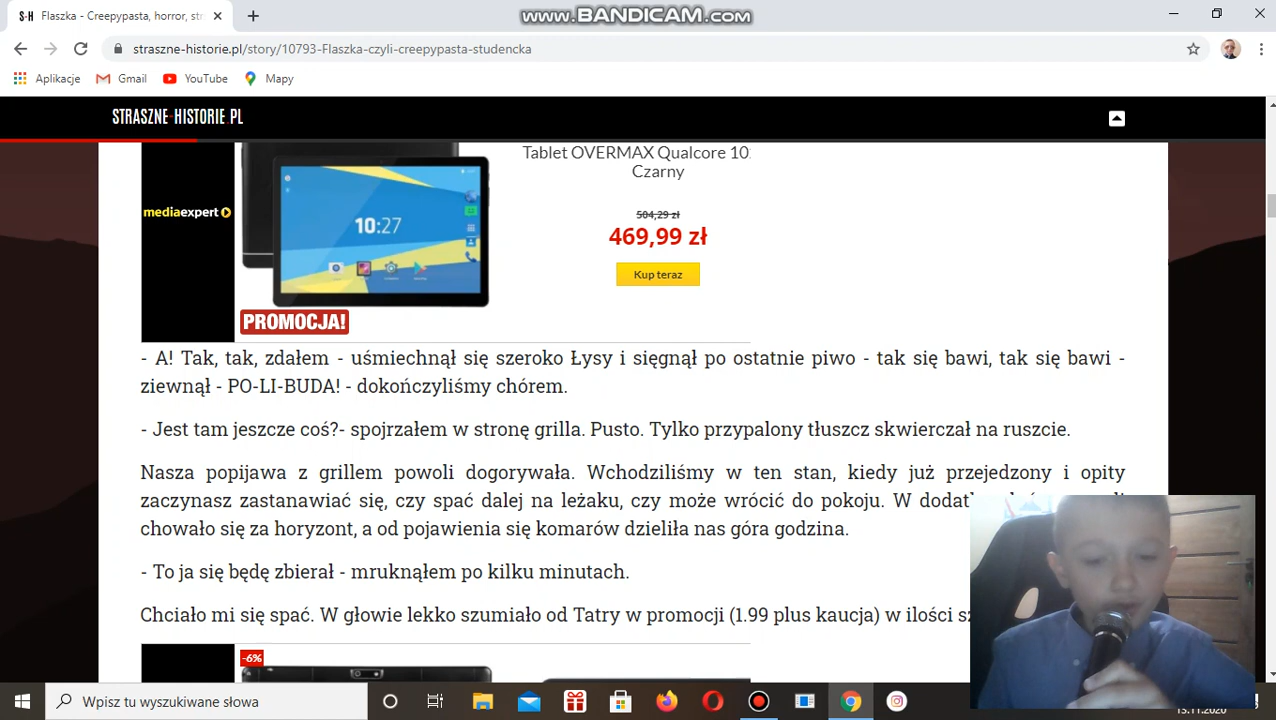 S-H Flaszka - Creepypasta, horror, st
www.BANDICAM.com
straszne-historie.pl/story/10793-Flaszka-czyli-creepypasta-studencka
Aplikacje Gmail YouTube Mapy
STRASZNE-HISTORIE.PL
mediaexpert
10:27
PROMOCJA!
Tablet OVERMAX Qualcore 10
Czarny
504,29 zł
469,99 zł
Kup teraz
- A! Tak, tak, zdałem - uśmiechnął się szeroko Łysy i sięgnął po ostatnie piwo - tak się bawi, tak się bawi -
ziewnął - PO-LI-BUDA! - dokończyliśmy chórem.
- Jest tam jeszcze coś?- spojrzałem w stronę grilla. Pusto. Tylko przypalony tłuszcz skwierczał na ruszcie.
Nasza popijawa z grillem powoli dogorywała. Wchodziliśmy w ten stan, kiedy już przejedzony i opity
zaczynasz zastanawiać się, czy spać dalej na leżaku, czy może wrócić do pokoju. W
chowało się za horyzont, a od pojawienia się komarów dzieliła nas góra godzina.
- To ja się będę zbierał - mruknąłem po kilku minutach.
Chciało mi się spać. W głowie lekko szumiało od Tatry w promocji (1.99 plus kaucja) w ilości
-6%
Wpisz tu wyszukiwane słowa
13.11.2020